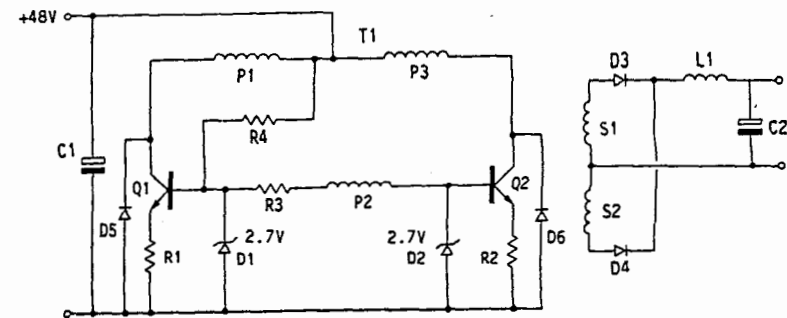 +48V
T1
P1
P3
D3
L1
R4
C1
S1
C2
Q1
Q2
R3
P2
S2
D5
2.7V
2.7V
D6
R1
D1
D2
R2
D4